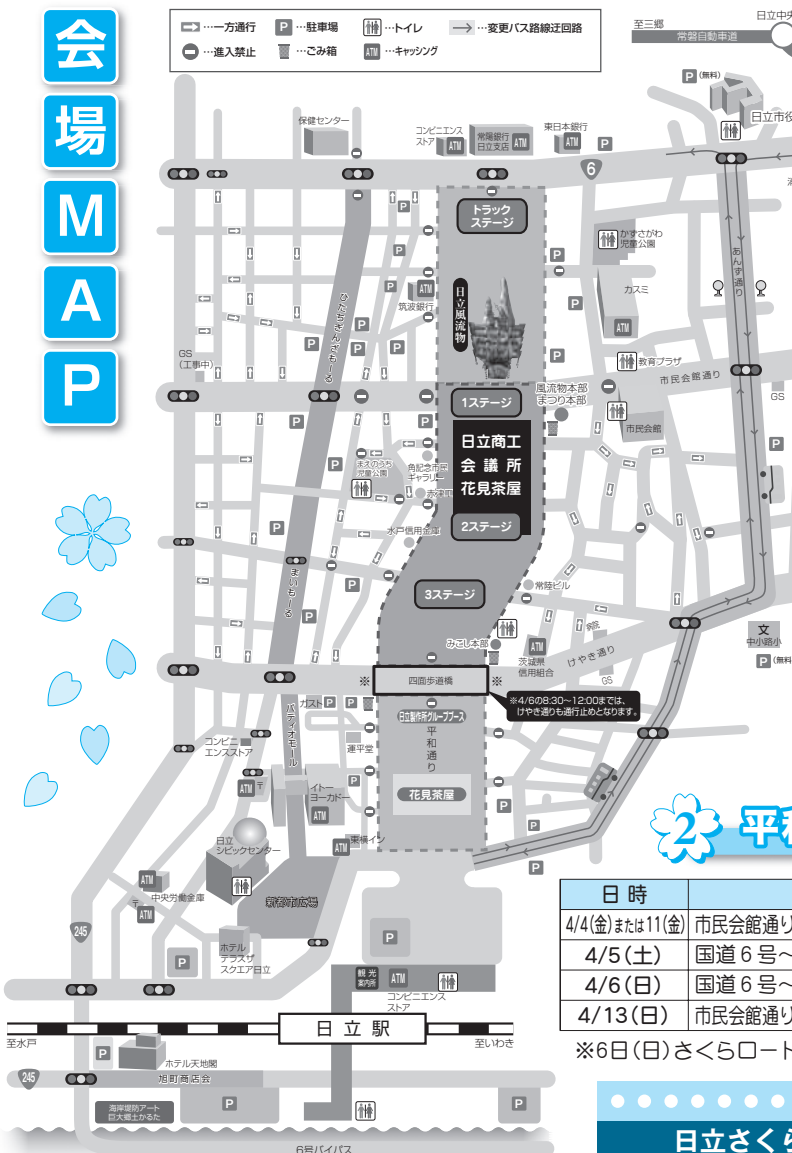 会場MAP
…一方通行
P…駐車場
…トイレ
…変更バス路線迂回路
…進入禁止
…ごみ箱
ATM…キャッシング
至三郷
常磐自動車道
日立中央
P(無料)
日立市役
保健センター
コンビニエンス
ストア
ATM
常陽銀行
日立支店
ATM
東日本銀行
ATM
P
6
トラック
ステージ
かずさがわ
児童公園
カスミ
ATM
あんず通り
日立風流物
筑波銀行
ATM
ひたちぎんざもーる
GS
(工事中)
教育プラザ
市民会館通り
GS
市民会館
風流物本部
まつり本部
1ステージ
日立商工
会議所
花見茶屋
2ステージ
まえのうち
児童公園
角記念市民
ギャラリー
赤津
水戸信用金庫
まいもーる
3ステージ
常陸ビル
みこし本部
ATM
茨城県
信用組合
病院
けやき通り
GS
文
中小路小
P(無料
※
四面歩道橋
※
※4/6の8:30~12:00までは、
けやき通りも通行止めとなります。
ガスト
P
P
日立製作所グループブース
平和通り
蓮平堂
花見茶屋
パティオモール
コンビニ
エンスストア
ATM
〒
イトー
ヨーカドー
ATM
東横イン
ATM
日立
シビックセンター
ATM
中央労働金庫
〒
ATM
新都市広場
245
P
ホテル
テラスザ
スクエア日立
P
観光
案内所
ATM
コンビニエンス
ストア
日立駅
至水戸
至いわき
P
ホテル天地閣
245
旭町商店会
海岸堤防アート
巨大郷土かるた
P
P
6号バイパス
2 平和
日時
4/4(金)または11(金) 市民会館通り
4/5(土) 国道6号~
4/6(日) 国道6号~
4/13(日) 市民会館通り
※6日(日)さくらロード
日立さくら